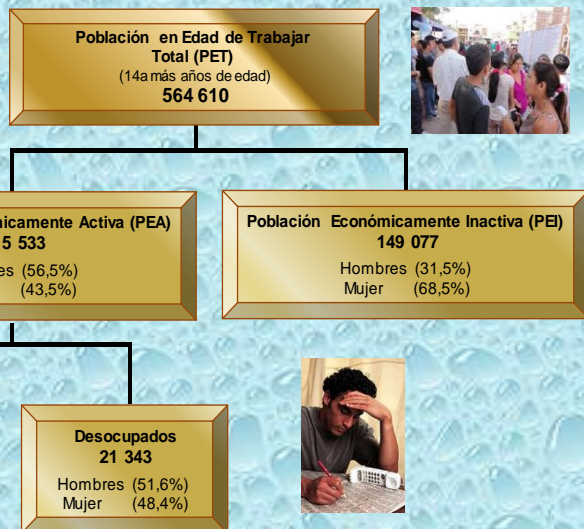 Población en Edad de Trabajar
Total (PET)
(14a más años de edad)
564 610
Activa (PEA)
5 533
(56,5%)
(43,5%)
Población Económicamente Inactiva (PEI)
149 077
Hombres (31,5%)
Mujer (68,5%)
Desocupados
21 343
Hombres (51,6%)
Mujer (48,4%)